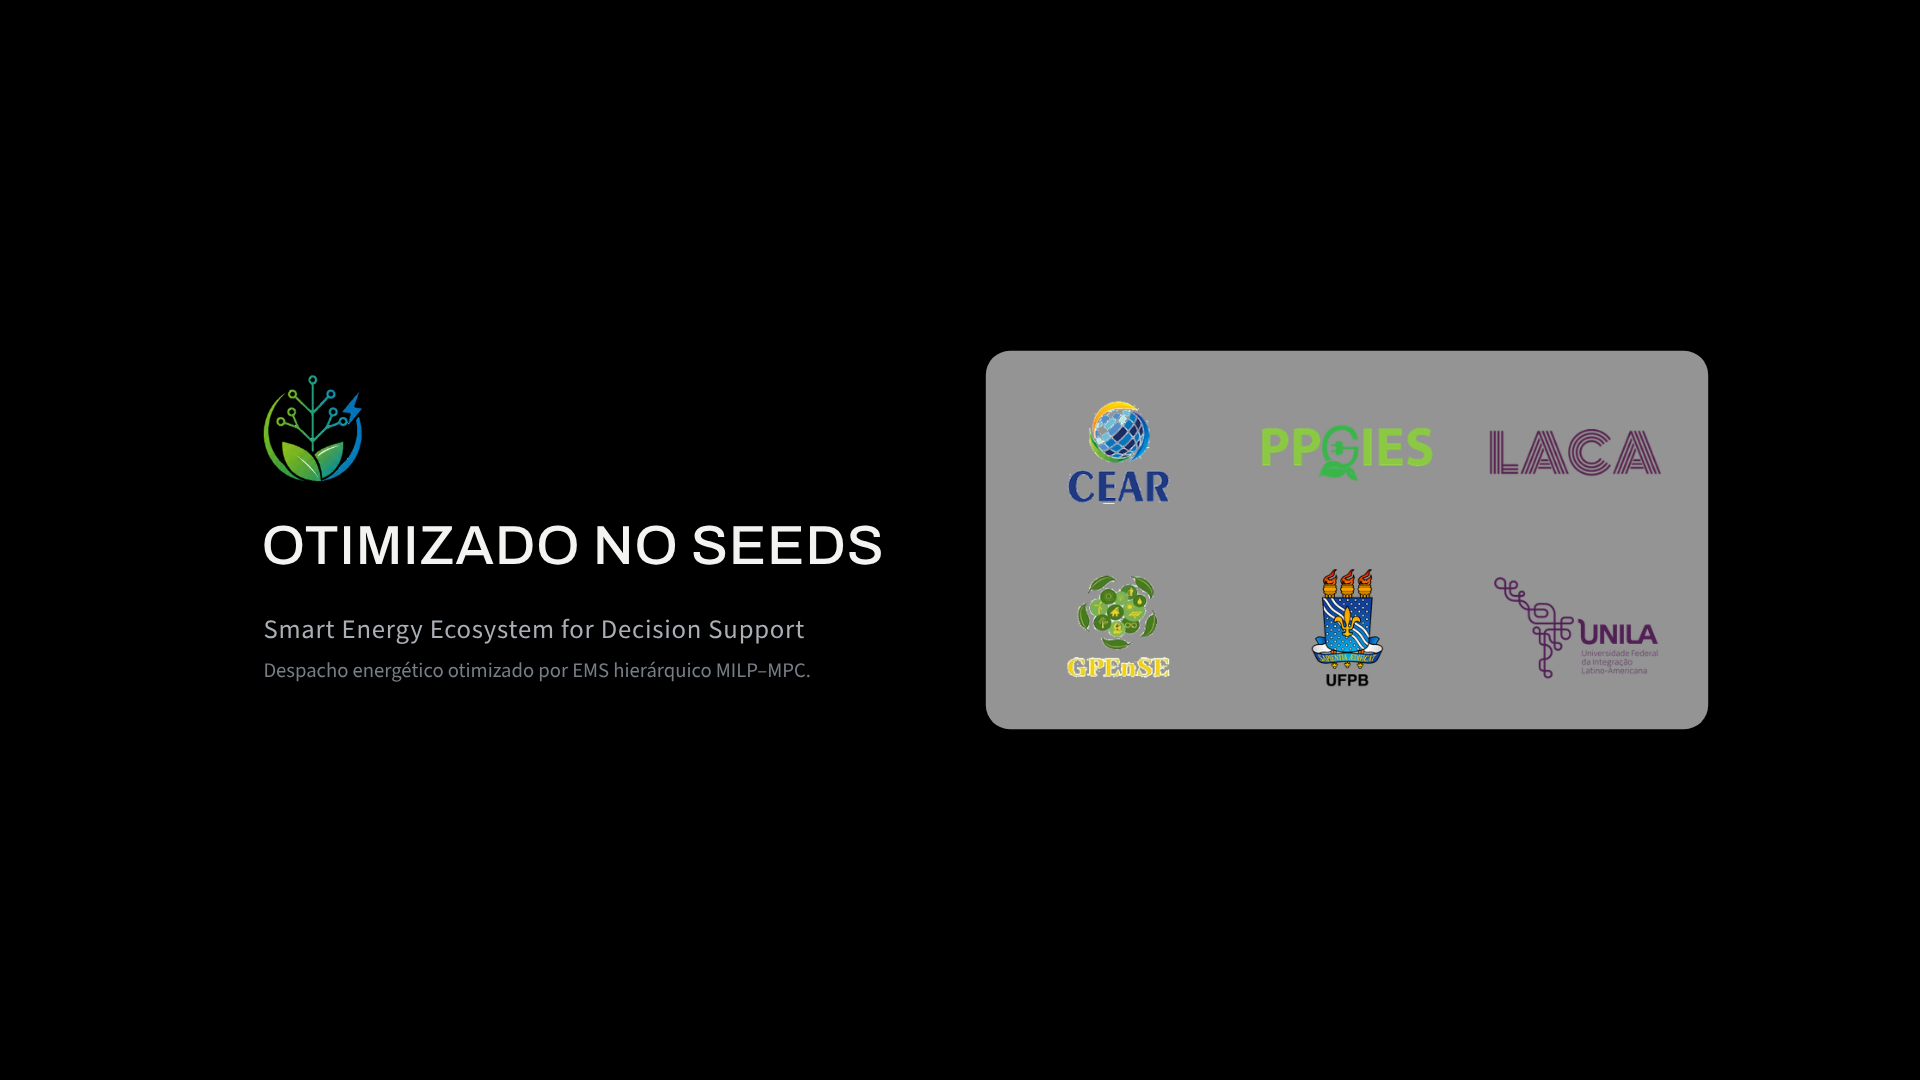 OTIMIZADO NO SEEDS
Smart Energy Ecosystem for Decision Support
Despacho energético otimizado por EMS hierárquico MILP–MPC.
CEAR
PPGIES
LACA
GPEnSE
UFPB
UNILA
Universidade Federal
da Integração
Latino-Americana